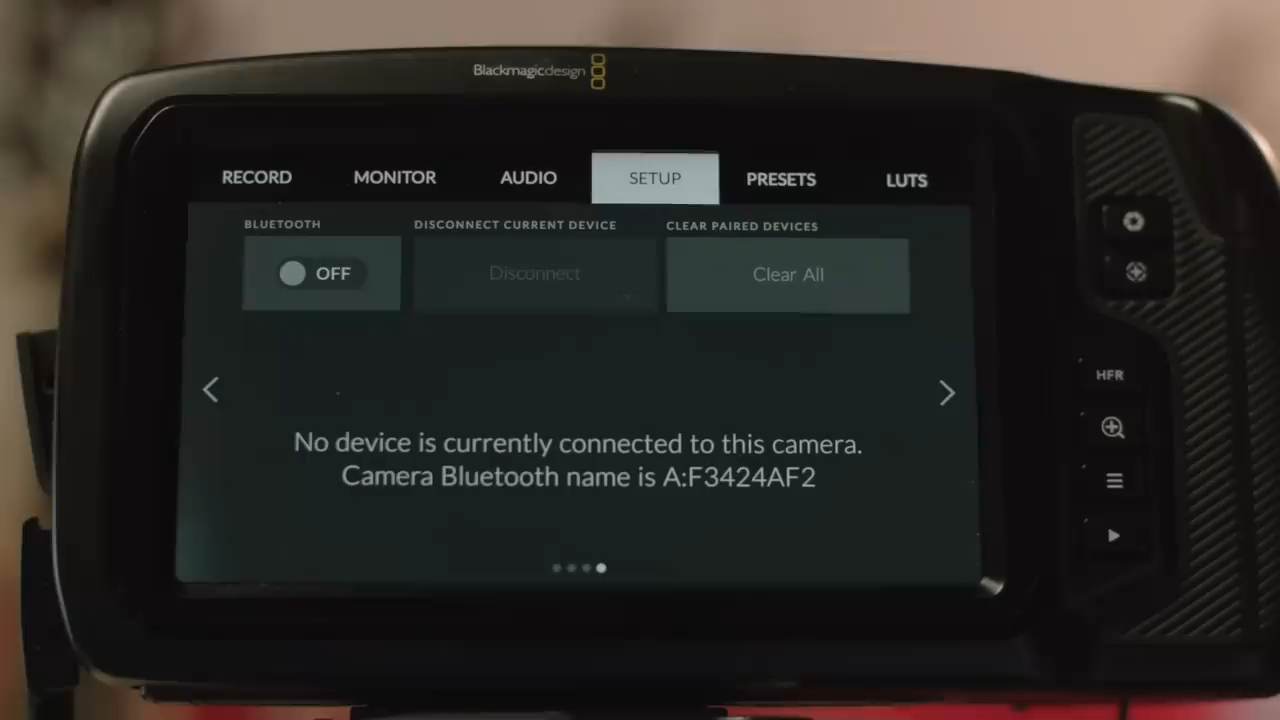 Blackmagicdesign
RECORD MONITOR AUDIO SETUP PRESETS LUTS
BLUETOOTH DISCONNECT CURRENT DEVICE CLEAR PAIRED DEVICES
OFF Disconnect Clear All
HFR
No device is currently connected to this camera.
Camera Bluetooth name is A:F3424AF2